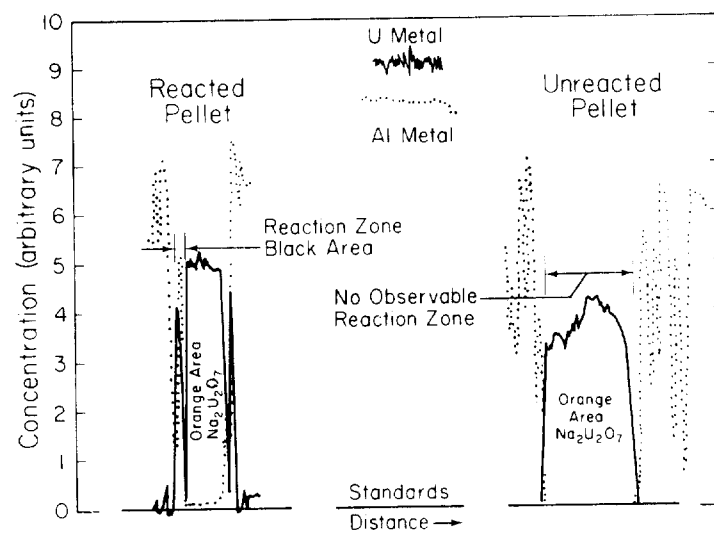 10
9
8
7
6
5
4
3
2
1
0
Concentration (arbitrary units)
U Metal
Al Metal
Reacted
Pellet
Unreacted
Pellet
Reaction Zone
Black Area
No Observable
Reaction Zone
Orange Area
Na₂U₂O₇
Orange
Area
Na₂U₂O₇
Standards
Distance →